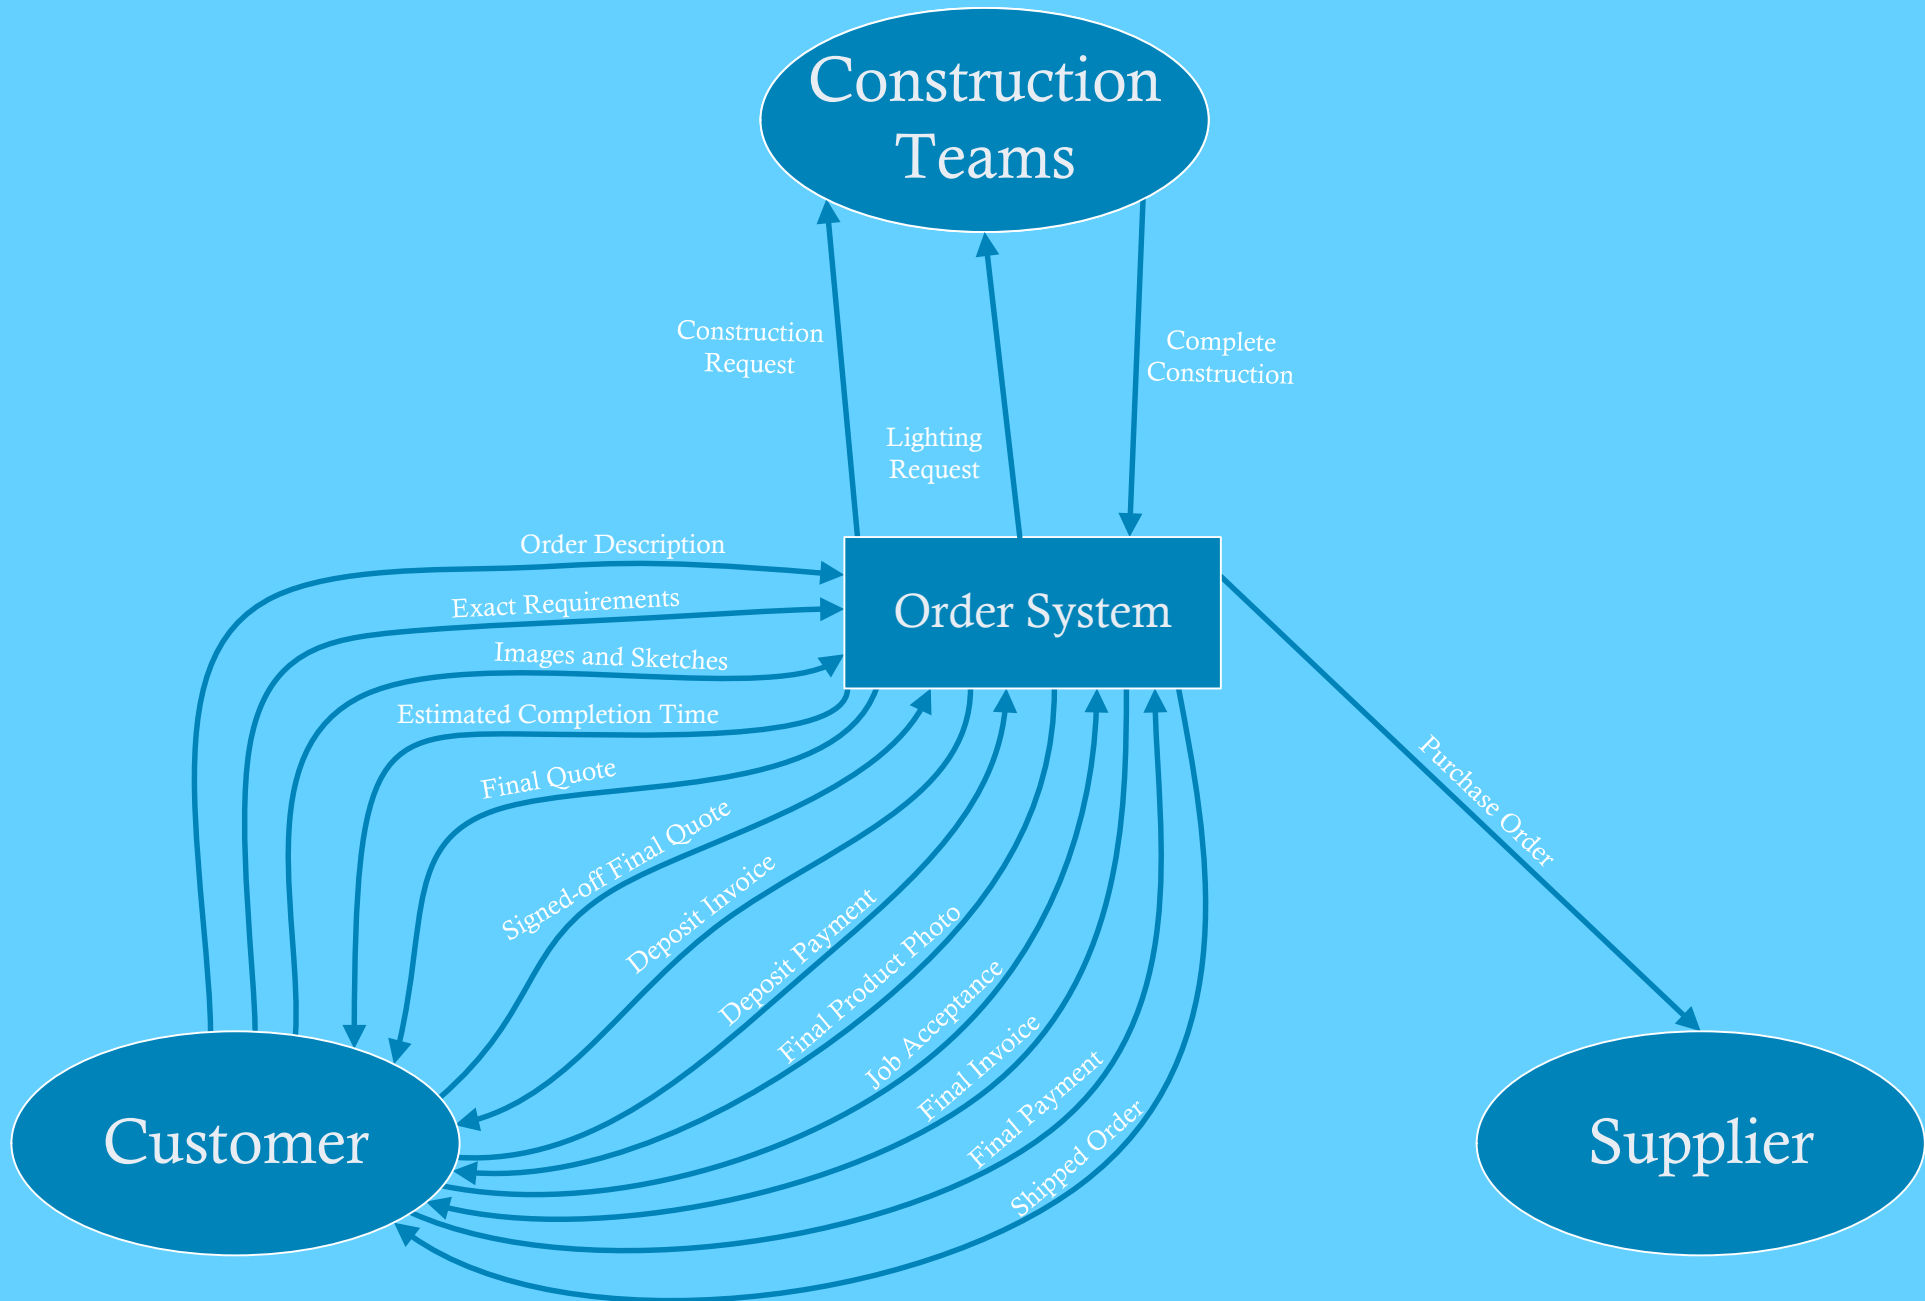 Construction
Teams
Construction
Request
Complete
Construction
Lighting
Request
Order Description
Exact Requirements
Order System
Images and Sketches
Estimated Completion Time
Final Quote
Signed-off Final Quote
Deposit Invoice
Deposit Payment
Final Product Photo
Job Acceptance
Final Invoice
Final Payment
Shipped Order
Purchase Order
Customer
Supplier